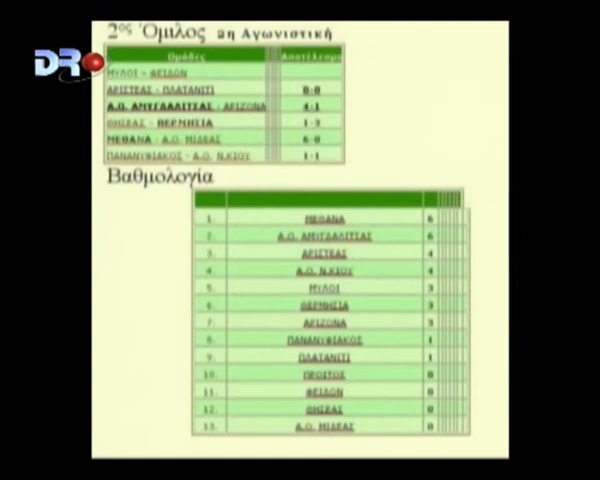 2ος Όμιλος 2η Αγωνιστική
DR
Ομάδες Αποτέλεσμα
ΜΥΛΟΙ - ΦΕΙΔΩΝ
ΑΡΙΣΤΕΑΣ - ΠΛΑΤΑΝΙΤΙ 0-0
Α.Ο. ΑΜΥΓΔΑΛΙΤΣΑΣ - ΑΡΙΖΟΝΑ 4-1
ΘΗΣΕΑΣ - ΘΕΡΜΗΣΙΑ 1-3
ΜΕΘΑΝΑ - Α.Ο. ΜΙΔΕΑΣ 6-0
ΠΑΝΑΝΥΦΙΑΚΟΣ - Α.Ο. Ν.ΚΙΟΥ 1-1
Βαθμολογία
1. ΜΕΘΑΝΑ 6
2. Α.Ο. ΑΜΥΓΔΑΛΙΤΣΑΣ 6
3. ΑΡΙΣΤΕΑΣ 4
4. Α.Ο. Ν.ΚΙΟΥ 4
5. ΜΥΛΟΙ 3
6. ΘΕΡΜΗΣΙΑ 3
7. ΑΡΙΖΟΝΑ 3
8. ΠΑΝΑΝΥΦΙΑΚΟΣ 1
9. ΠΛΑΤΑΝΙΤΙ 1
10. ΠΡΟΙΤΟΣ 0
11. ΦΕΙΔΩΝ 0
12. ΘΗΣΕΑΣ 0
13. Α.Ο. ΜΙΔΕΑΣ 0